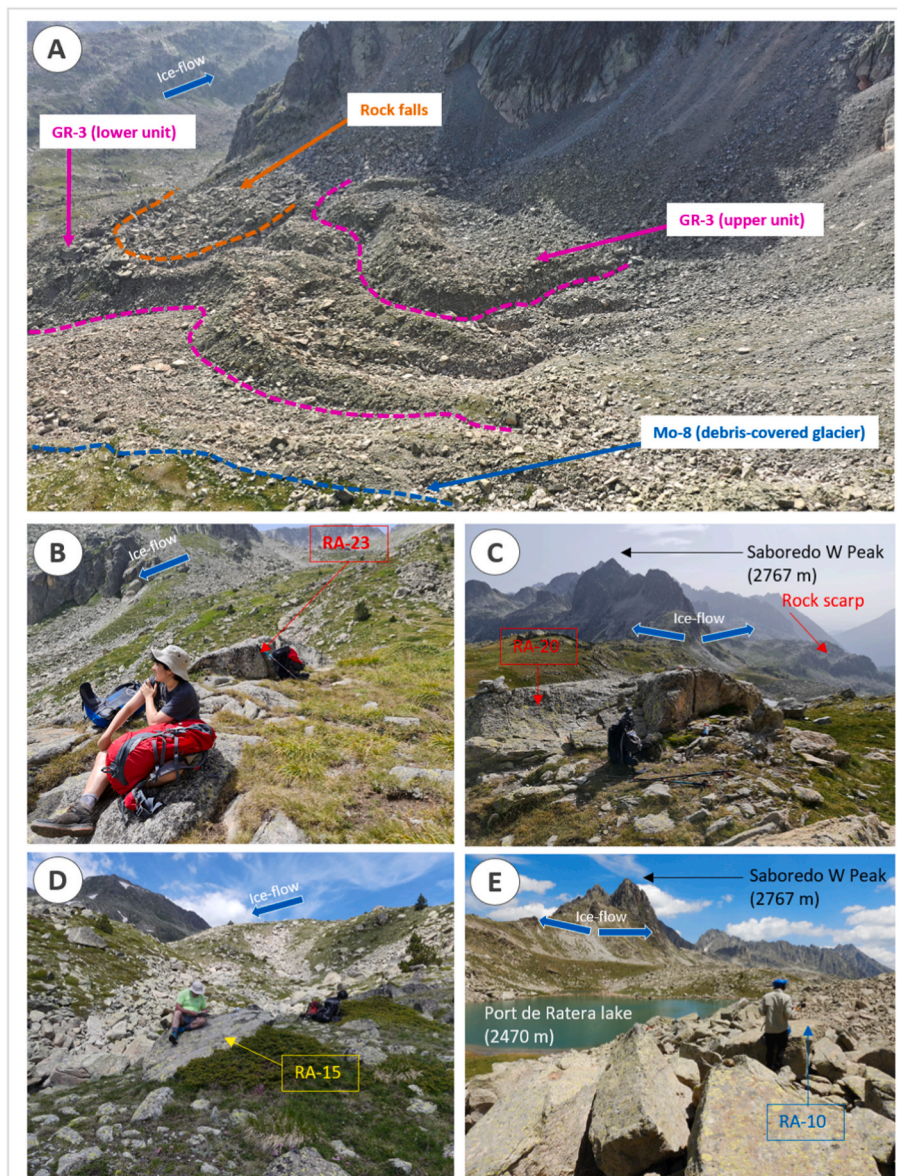 A
Ice-flow
Rock falls
GR-3 (lower unit)
GR-3 (upper unit)
Mo-8 (debris-covered glacier)
B
Ice-flow
RA-23
C
Saboredo W Peak
(2767 m)
Rock scarp
Ice-flow
RA-20
D
Ice-flow
RA-15
E
Saboredo W Peak
(2767 m)
Ice-flow
Port de Ratera lake
(2470 m)
RA-10